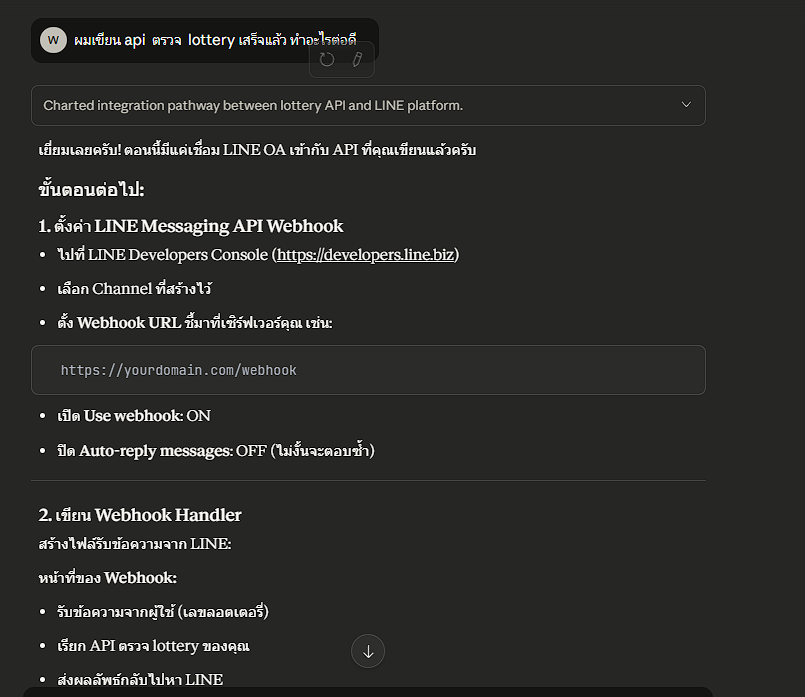 W ผมเขียน api ตรวจ lottery เสร็จแล้ว ทำอะไรต่อดี
Charted integration pathway between lottery API and LINE platform.
เยี่ยมเลยครับ! ตอนนี้มีแค่เชื่อม LINE OA เข้ากับ API ที่คุณเขียนแล้วครับ
ขั้นตอนต่อไป:
1. ตั้งค่า LINE Messaging API Webhook
• ไปที่ LINE Developers Console (https://developers.line.biz)
• เลือก Channel ที่สร้างไว้
• ตั้ง Webhook URL ชี้มาที่เซิร์ฟเวอร์คุณ เช่น:
https://yourdomain.com/webhook
• เปิด Use webhook: ON
• ปิด Auto-reply messages: OFF (ไม่งั้นจะตอบซ้ำ)
2. เขียน Webhook Handler
สร้างไฟล์รับข้อความจาก LINE:
หน้าที่ของ Webhook:
• รับข้อความจากผู้ใช้ (เลขลอตเตอรี่)
• เรียก API ตรวจ lottery ของคุณ
• ส่งผลลัพธ์กลับไปหา LINE